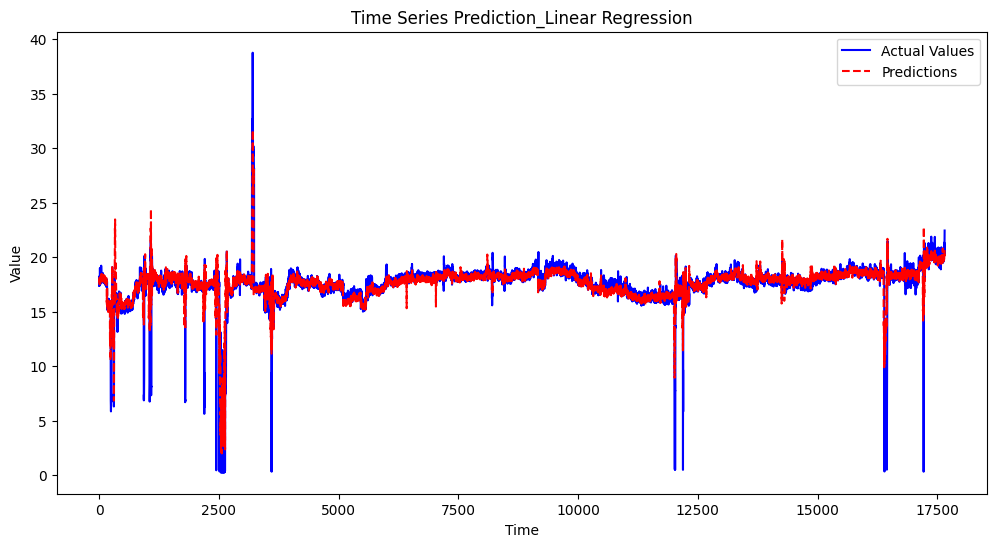 Time Series Prediction_Linear Regression
Actual Values
Predictions
Value
40
35
30
25
20
15
10
5
0
0 2500 5000 7500 10000 12500 15000 17500
Time